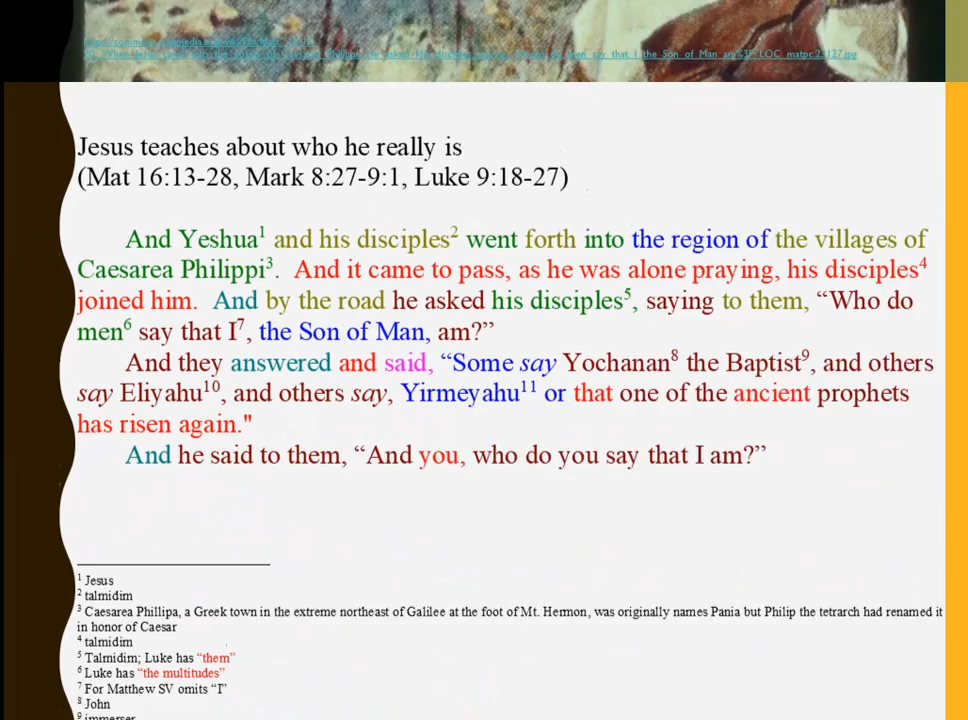 say_that_I_the_Son_of_Man_am%3F_LOC_matpc.23127.jpg
Jesus teaches about who he really is
(Mat 16:13-28, Mark 8:27-9:1, Luke 9:18-27)
And Yeshua¹ and his disciples² went forth into the region of the villages of
Caesarea Philippi³. And it came to pass, as he was alone praying, his disciples⁴
joined him. And by the road he asked his disciples⁵, saying to them, “Who do
men⁶ say that I⁷, the Son of Man, am?”
And they answered and said, “Some say Yochanan⁸ the Baptist⁹, and others
say Eliyahu¹⁰, and others say, Yirmeyahu¹¹ or that one of the ancient prophets
has risen again."
And he said to them, “And you, who do you say that I am?”
¹ Jesus
² talmidim
³ Caesarea Phillipa, a Greek town in the extreme northeast of Galilee at the foot of Mt. Hermon, was originally names Pania but Philip the tetrarch had renamed it
in honor of Caesar
⁴ talmidim
⁵ Talmidim; Luke has “them”
⁶ Luke has “the multitudes”
⁷ For Matthew SV omits “I”
⁸ John
⁹ immerser